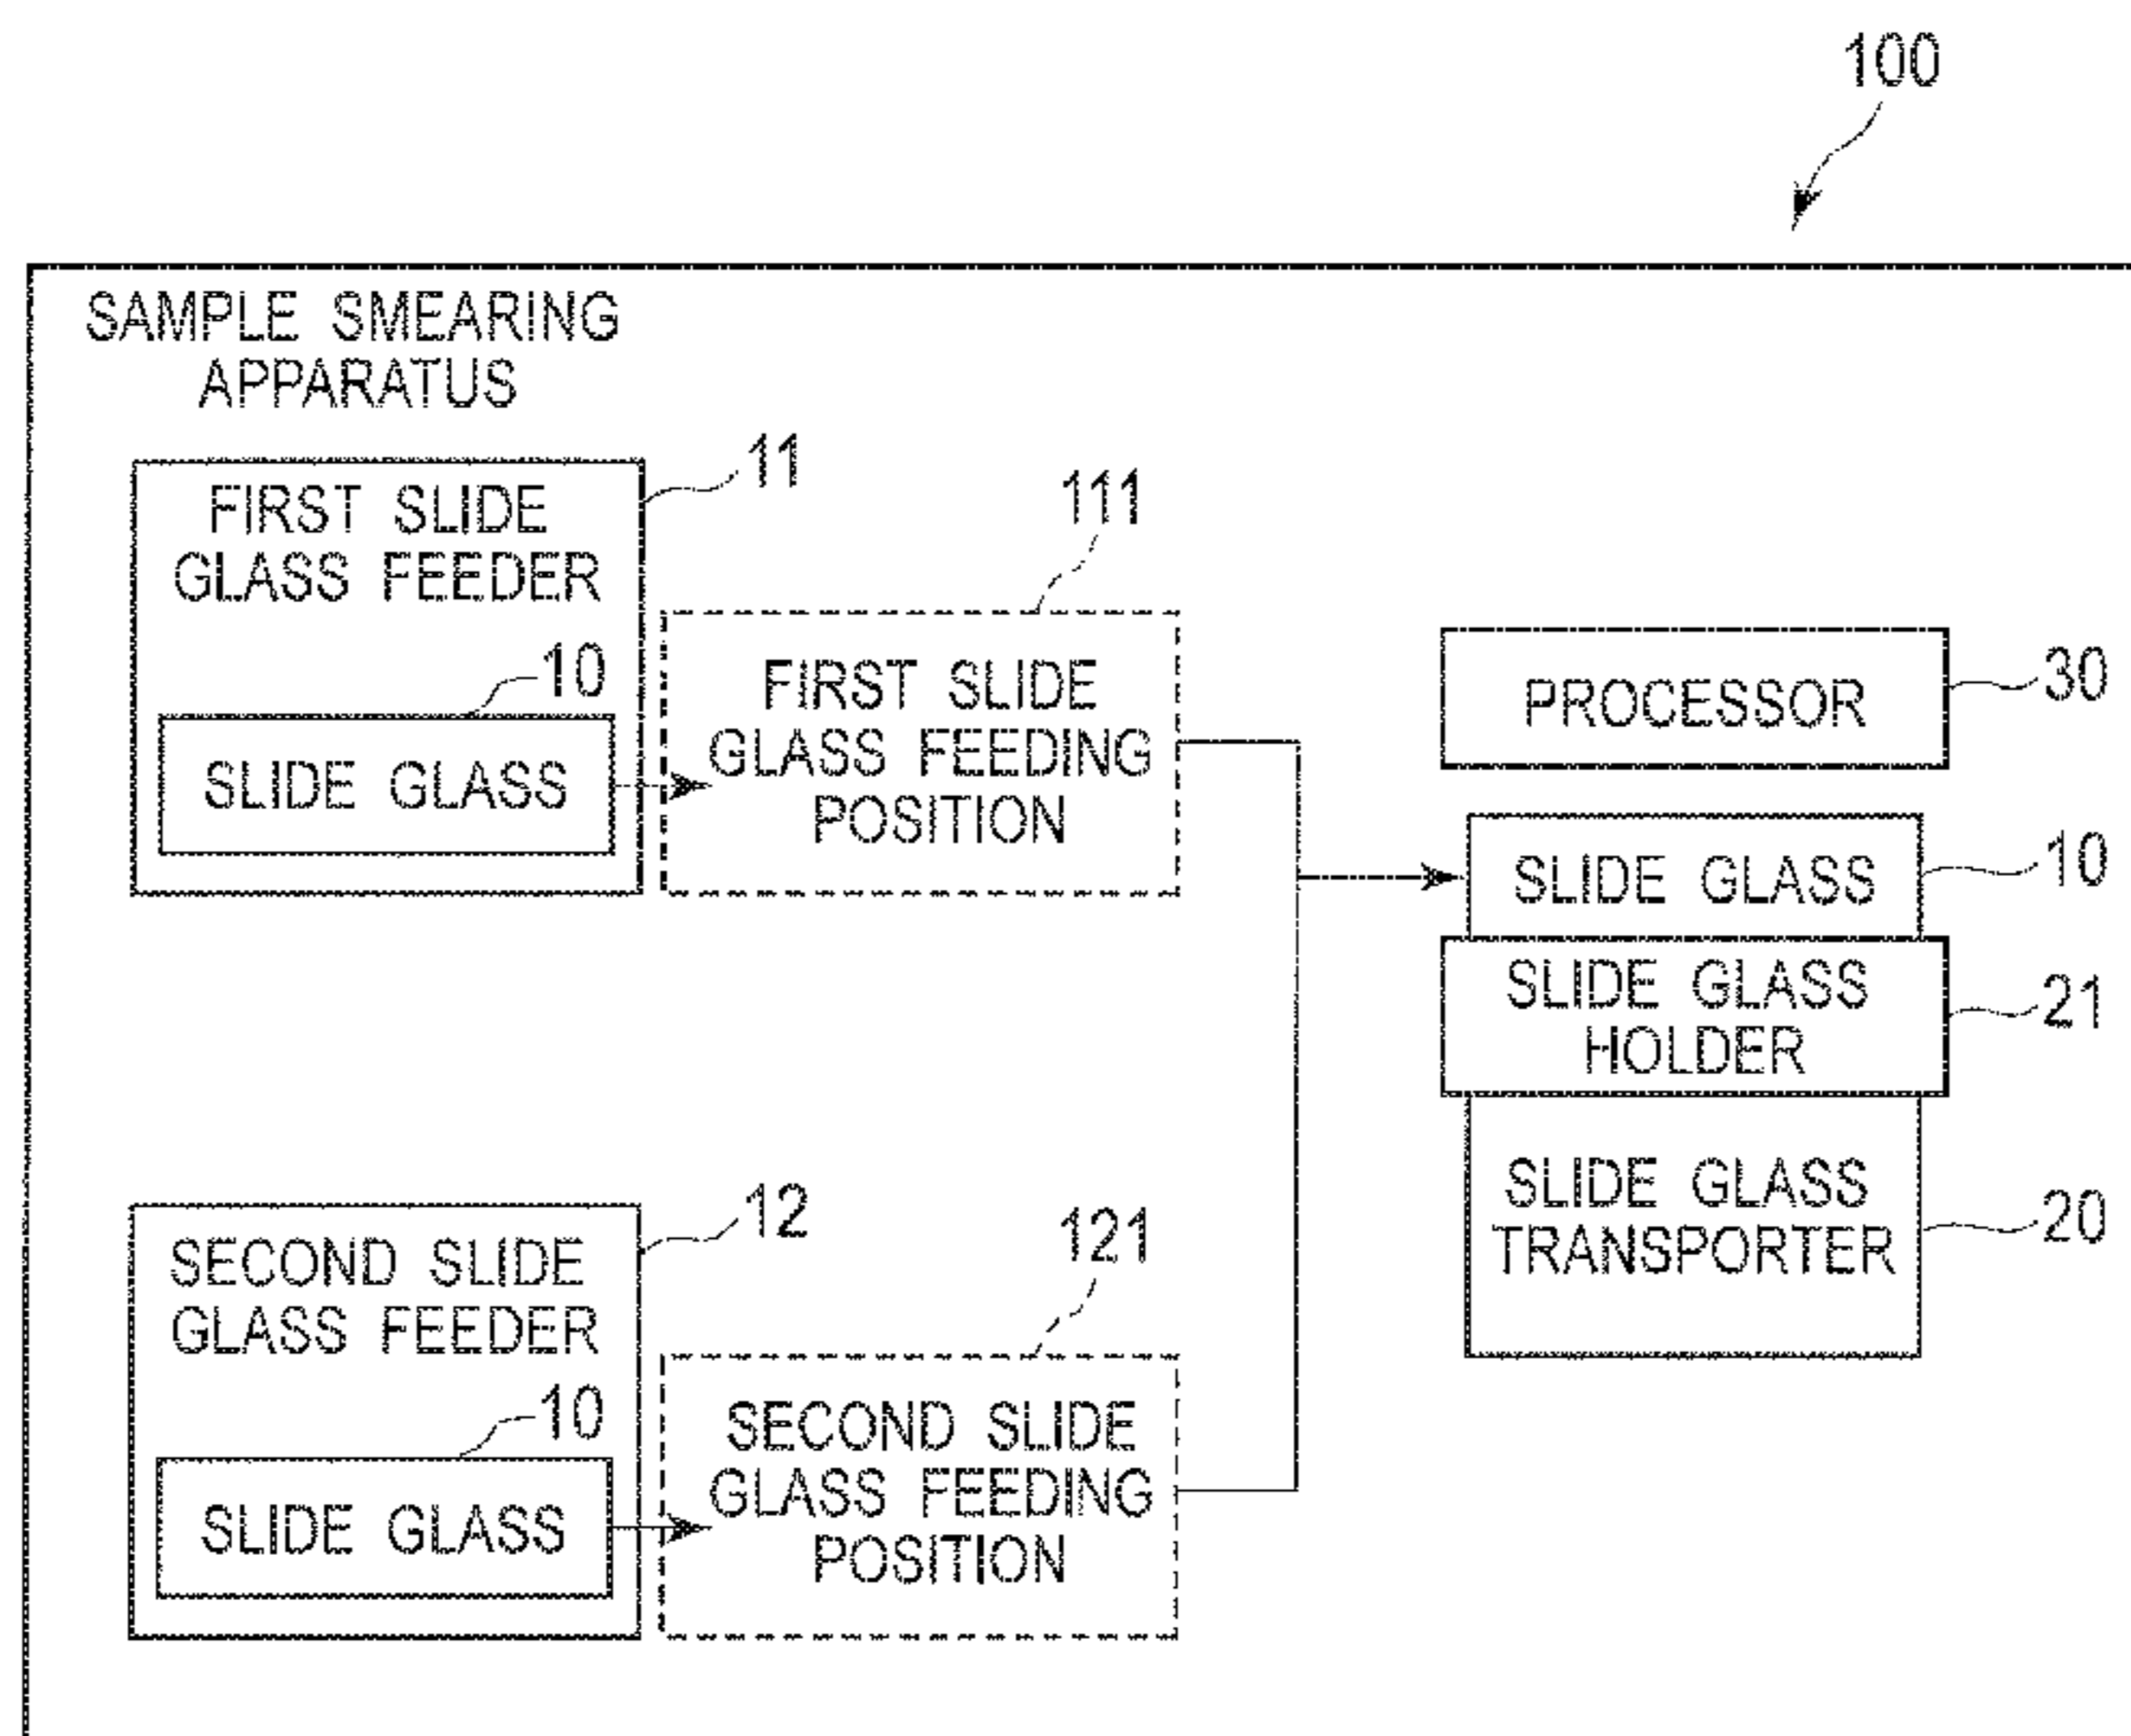 100
SAMPLE SMEARING
APPARATUS
11
FIRST SLIDE
GLASS FEEDER
10
SLIDE GLASS
111
FIRST SLIDE
GLASS FEEDING
POSITION
PROCESSOR
30
SLIDE GLASS
10
SLIDE GLASS
HOLDER
21
SLIDE GLASS
TRANSPORTER
20
12
SECOND SLIDE
GLASS FEEDER
10
SLIDE GLASS
121
SECOND SLIDE
GLASS FEEDING
POSITION